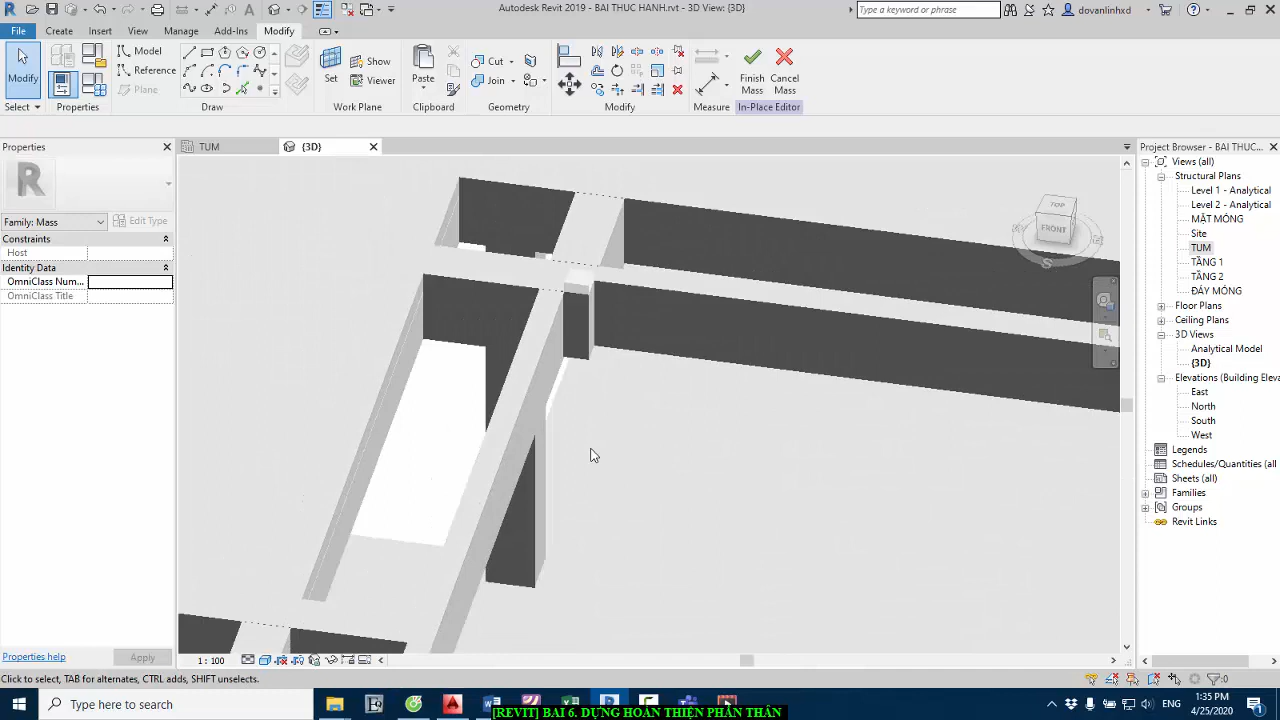 Autodesk Revit 2019 - BAI THUC HANH.rvt - 3D View: {3D}
Type a keyword or phrase
dovanlinhxd
File
Create
Insert
View
Manage
Add-Ins
Modify
Modify
Model
Reference
Plane
Set
Show
Viewer
Paste
Cut
Join
Finish
Mass
Cancel
Mass
Select
Properties
Draw
Work Plane
Clipboard
Geometry
Modify
Measure
In-Place Editor
Properties
TUM
{3D}
Project Browser - BAI THUC...
Family: Mass
Edit Type
Constraints
Host
Identity Data
OmniClass Num...
OmniClass Title
TOP
FRONT
S
Views (all)
Structural Plans
Level 1 - Analytical
Level 2 - Analytical
MẶT MÓNG
Site
TUM
TẦNG 1
TẦNG 2
ĐÁY MÓNG
Floor Plans
Ceiling Plans
3D Views
Analytical Model
{3D}
Elevations (Building Eleva
East
North
South
West
Legends
Schedules/Quantities (all
Sheets (all)
Families
Groups
Revit Links
Properties help
Apply
1 : 100
Click to select, TAB for alternates, CTRL adds, SHIFT unselects.
:0
Type here to search
ENG
1:35 PM
4/25/2020
[REVIT] BAI 6. DỰNG HOÀN THIỆN PHẦN THÂN